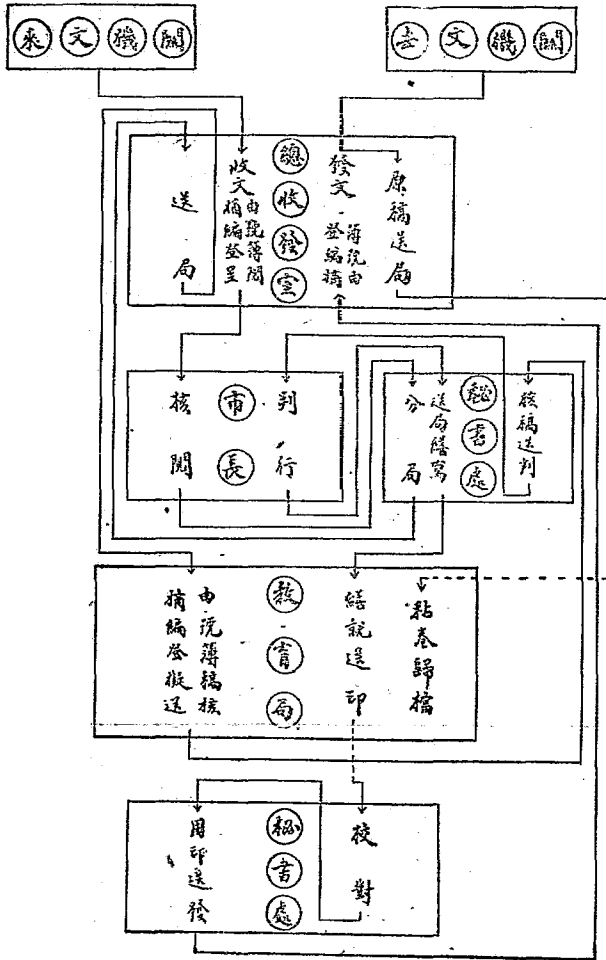 來文機關
去文機關
總收發室
送局
收文
由號簿閱
摘編登呈
發文
簿號由
登編摘
原稿送局
市長
核閱
判行
秘書處
分局
送局繕寫
核稿送判
教育局
由號簿稿核
摘編登擬送
繕就送印
粘卷歸檔
秘書處
用印送發
校對